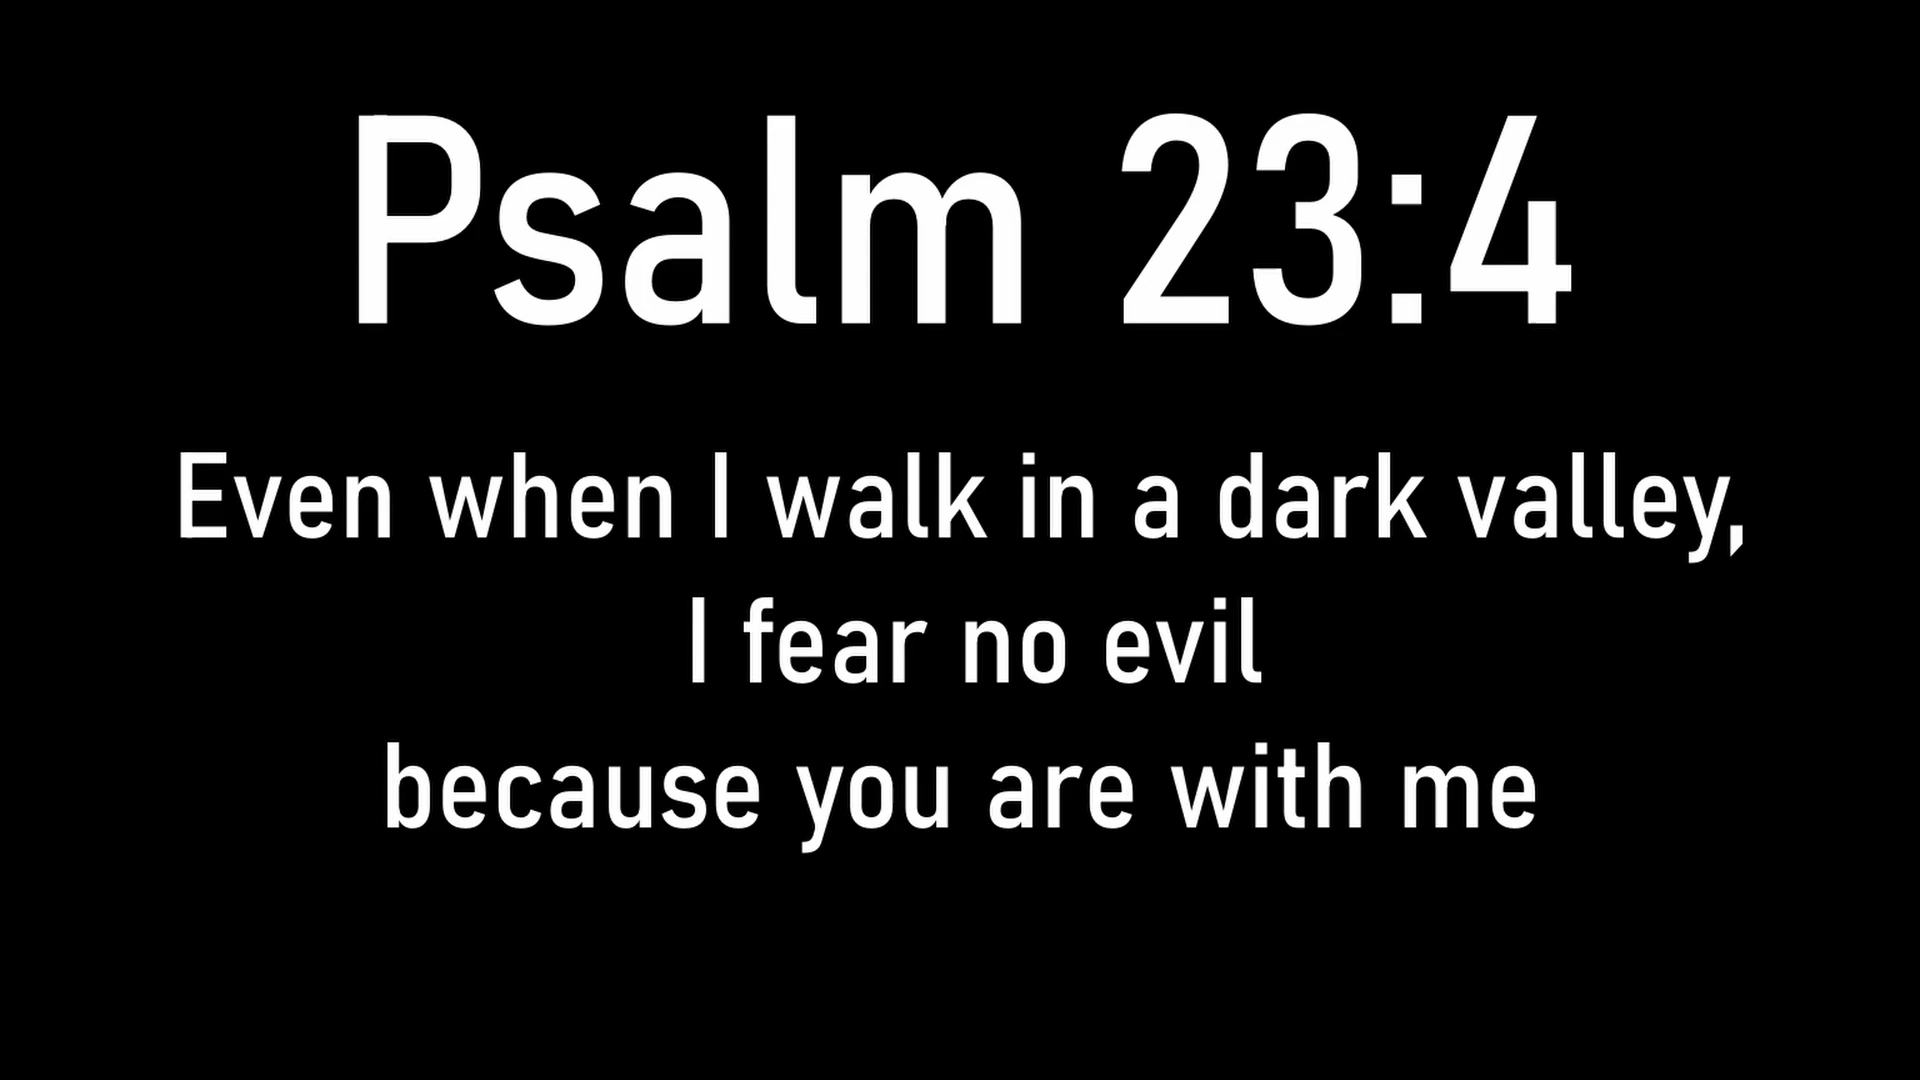 Psalm 23:4
Even when I walk in a dark valley,
I fear no evil
because you are with me